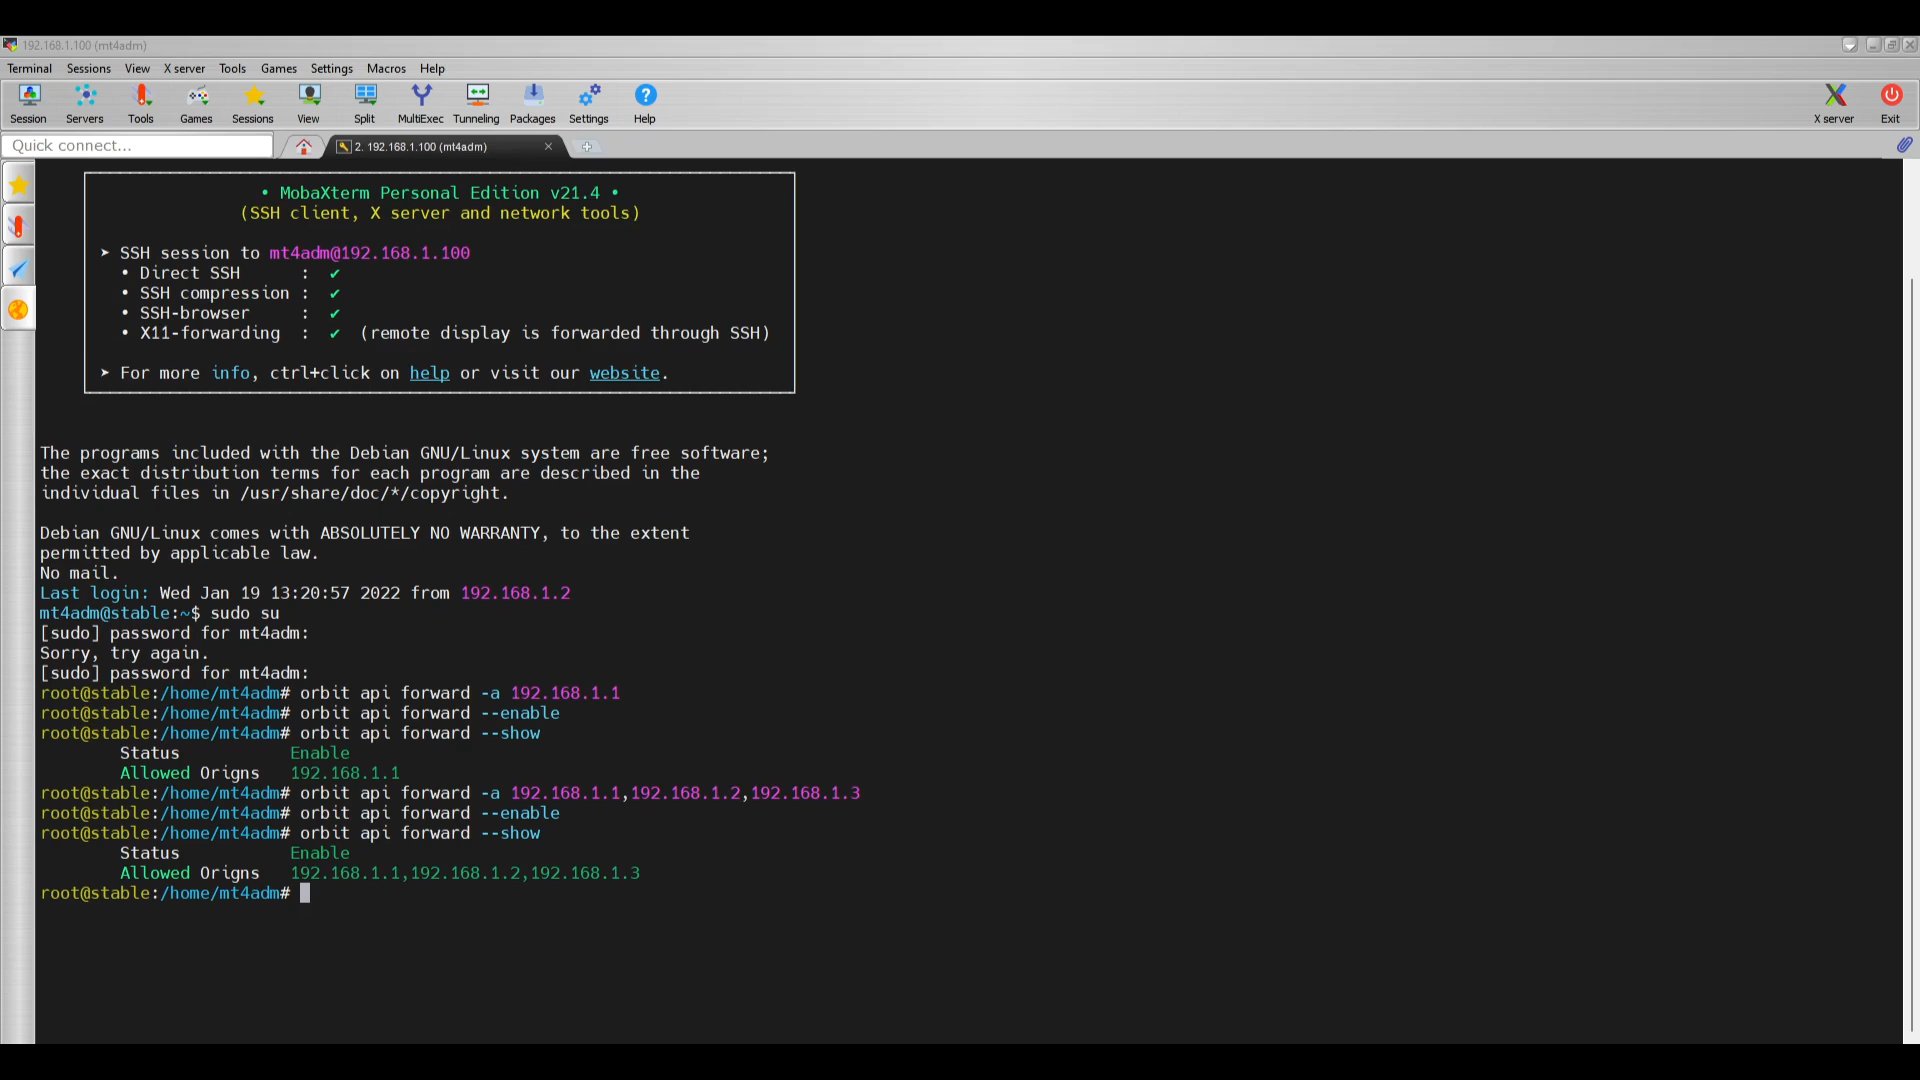 192.168.1.100 (mt4adm)
Terminal Sessions View X server Tools Games Settings Macros Help
Session Servers Tools Games Sessions View Split MultiExec Tunneling Packages Settings Help X server Exit
Quick connect... 2. 192.168.1.100 (mt4adm)
• MobaXterm Personal Edition v21.4 •
(SSH client, X server and network tools)
➤ SSH session to mt4adm@192.168.1.100
• Direct SSH : ✔
• SSH compression : ✔
• SSH-browser : ✔
• X11-forwarding : ✔ (remote display is forwarded through SSH)
➤ For more info, ctrl+click on help or visit our website.
The programs included with the Debian GNU/Linux system are free software;
the exact distribution terms for each program are described in the
individual files in /usr/share/doc/*/copyright.
Debian GNU/Linux comes with ABSOLUTELY NO WARRANTY, to the extent
permitted by applicable law.
No mail.
Last login: Wed Jan 19 13:20:57 2022 from 192.168.1.2
mt4adm@stable:~$ sudo su
[sudo] password for mt4adm:
Sorry, try again.
[sudo] password for mt4adm:
root@stable:/home/mt4adm# orbit api forward -a 192.168.1.1
root@stable:/home/mt4adm# orbit api forward --enable
root@stable:/home/mt4adm# orbit api forward --show
Status Enable
Allowed Origns 192.168.1.1
root@stable:/home/mt4adm# orbit api forward -a 192.168.1.1,192.168.1.2,192.168.1.3
root@stable:/home/mt4adm# orbit api forward --enable
root@stable:/home/mt4adm# orbit api forward --show
Status Enable
Allowed Origns 192.168.1.1,192.168.1.2,192.168.1.3
root@stable:/home/mt4adm#